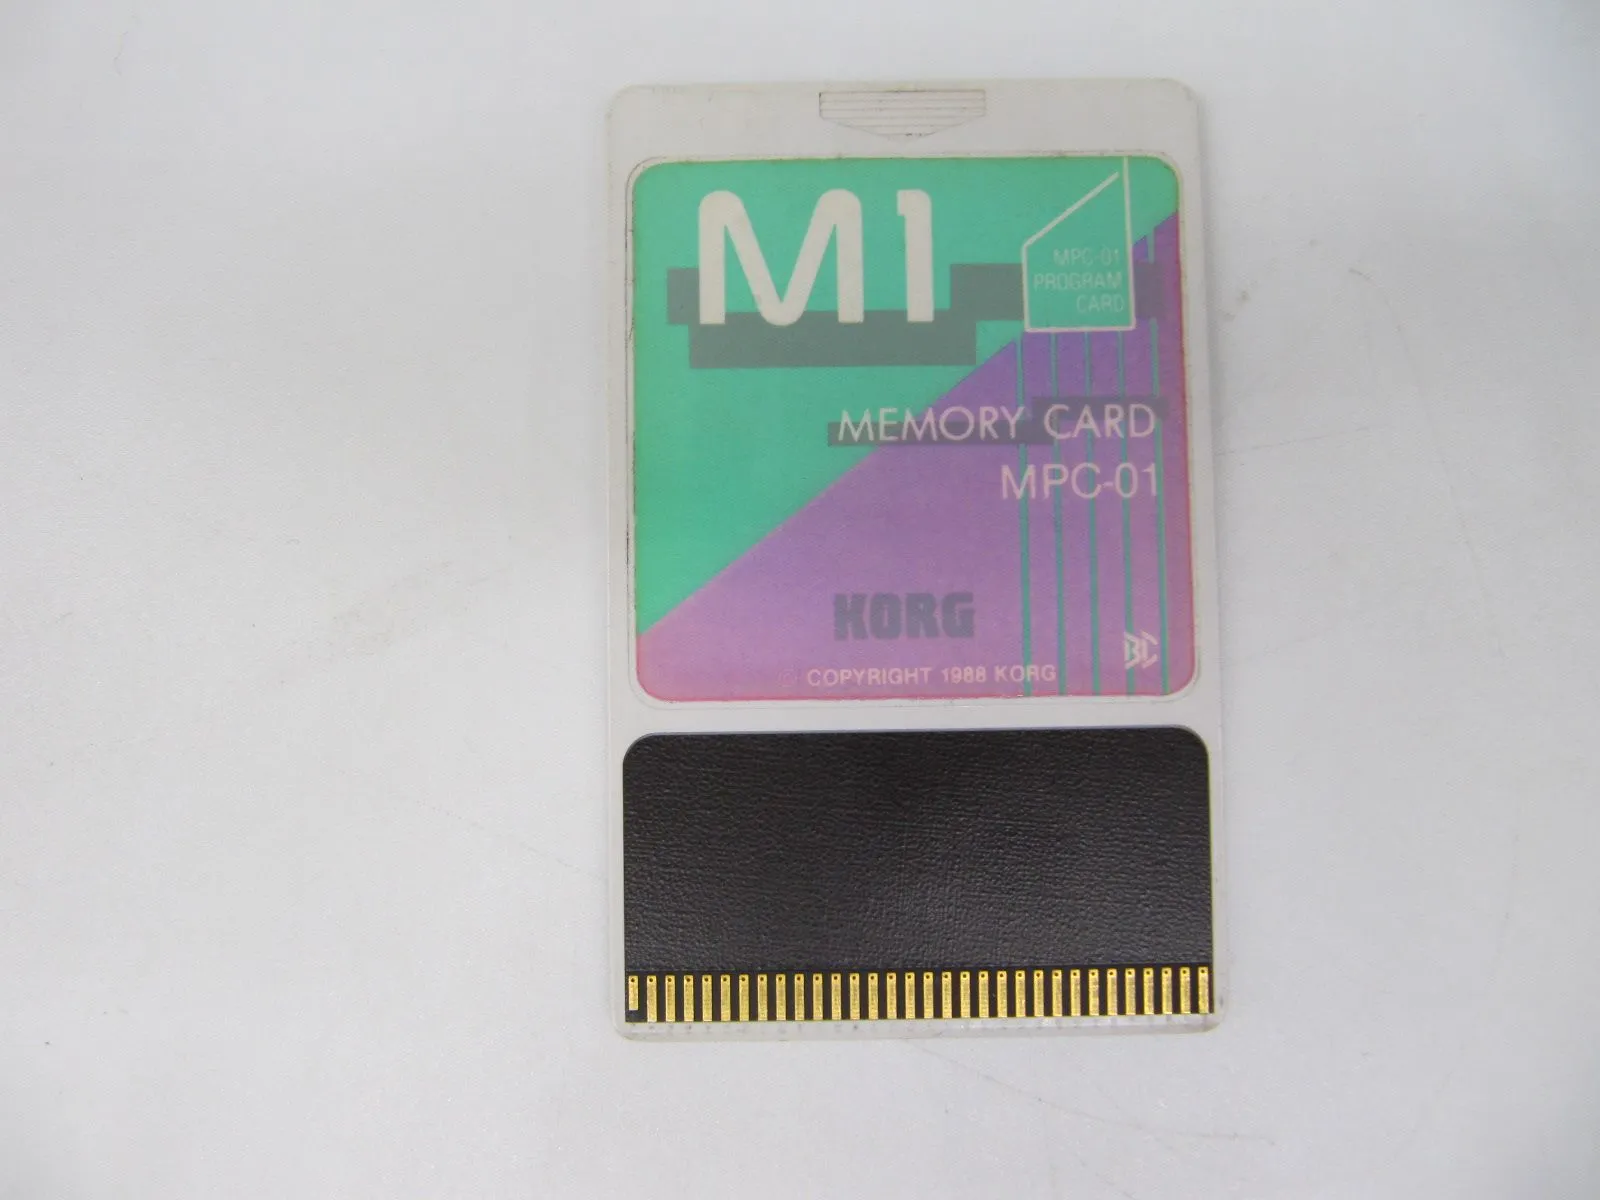 M1
MPC-01
PROGRAM
CARD
MEMORY CARD
MPC-01
KORG
© COPYRIGHT 1988 KORG